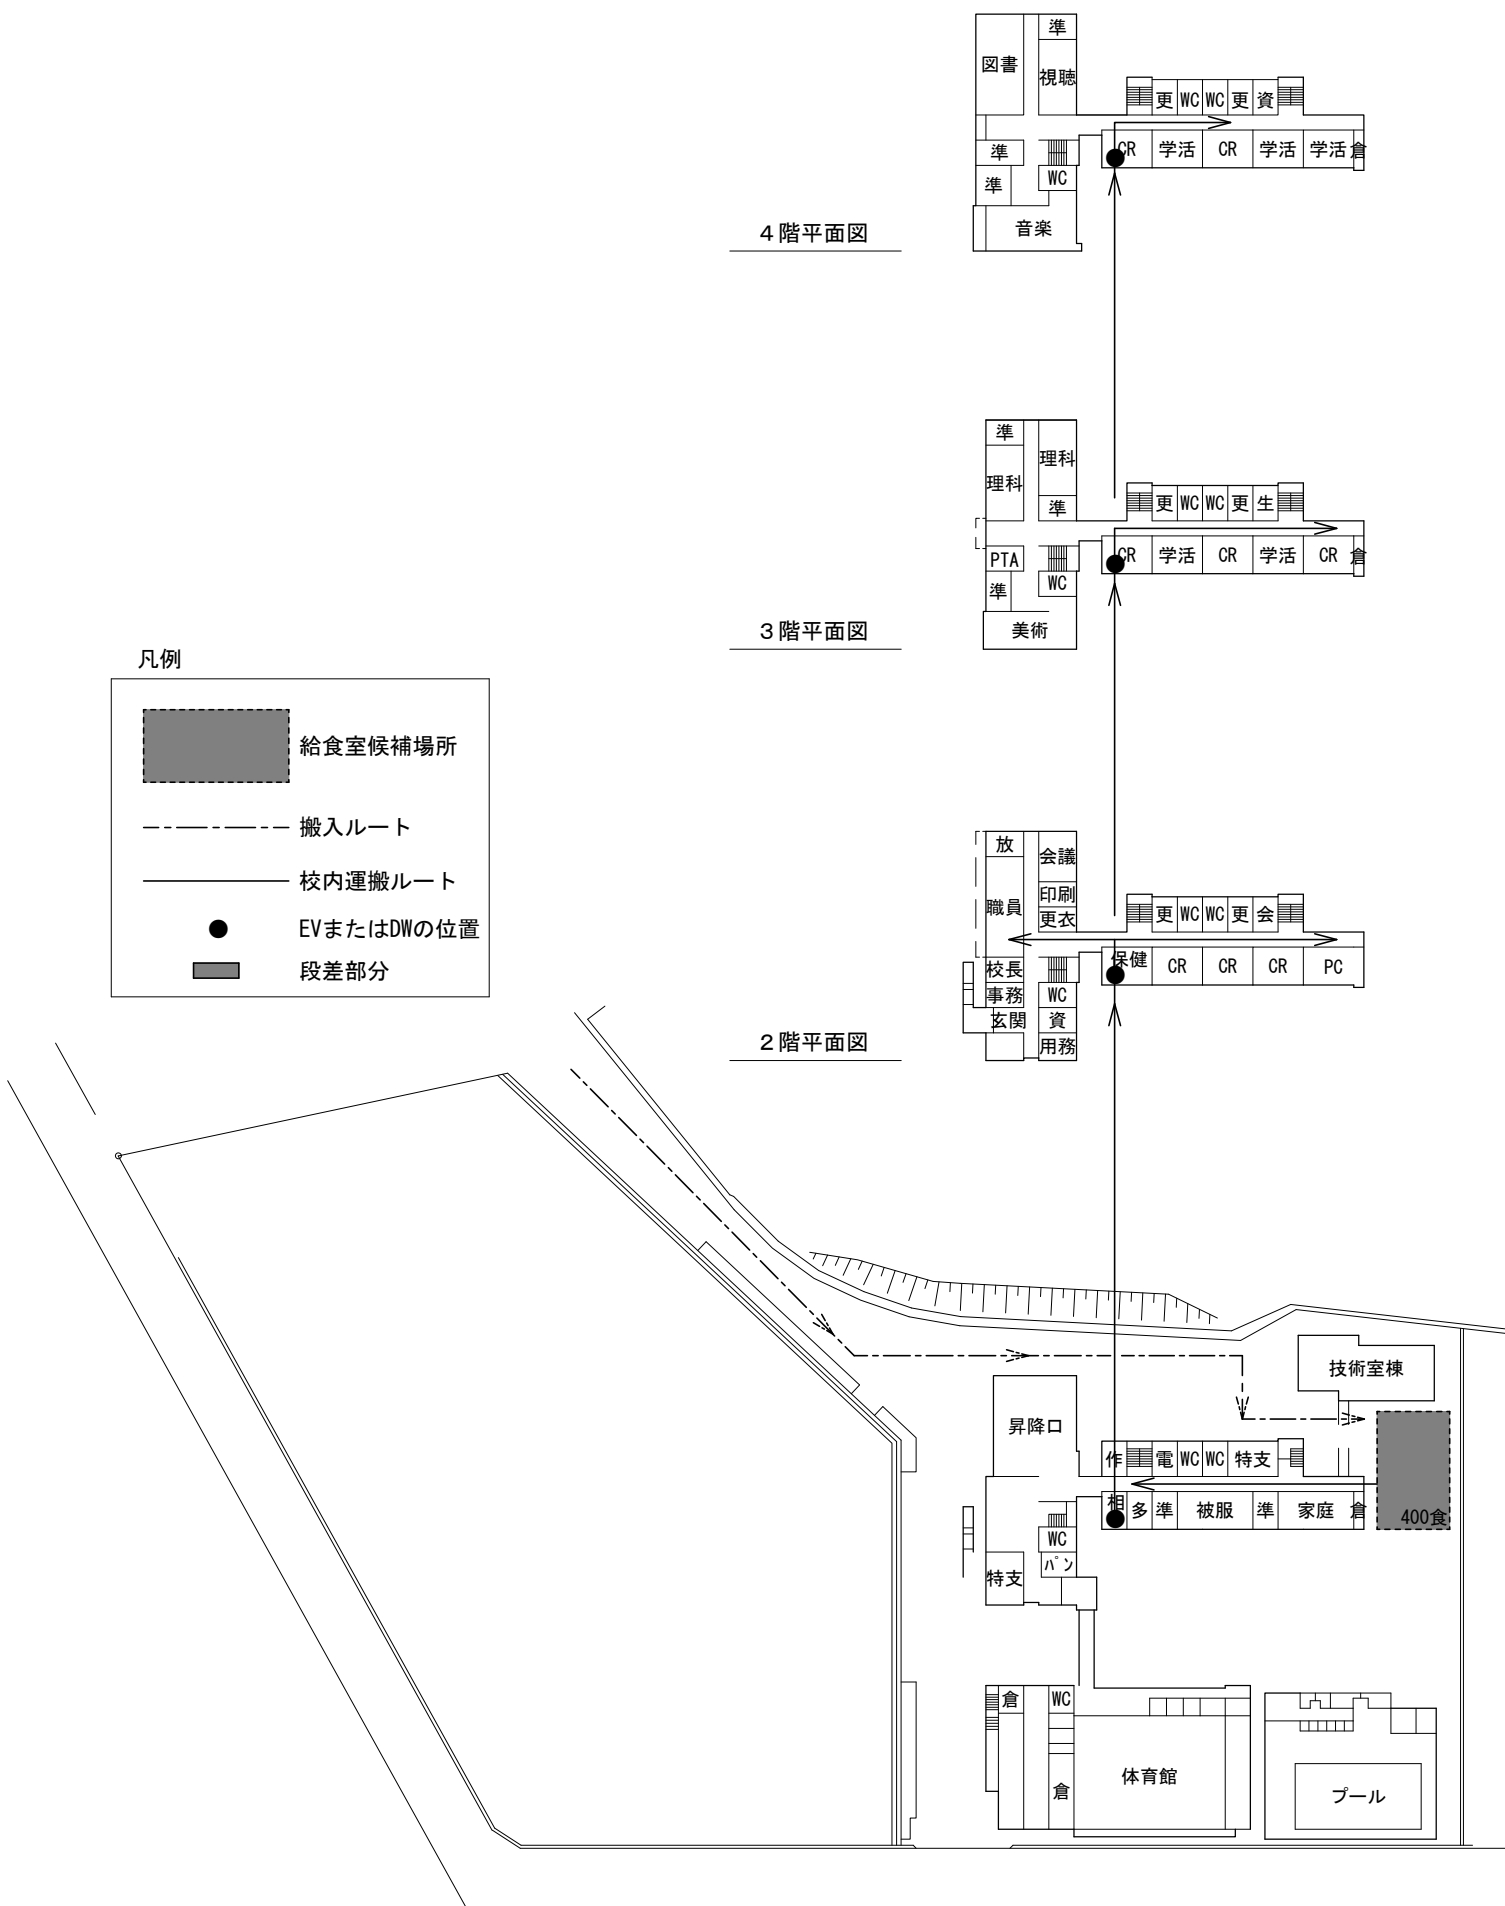 準
図書
視聴
更 WC WC 更 資
CR 学活 CR 学活 学活 倉
準
準
WC
音楽
４階平面図
準
理科
理科
準
更 WC WC 更 生
CR 学活 CR 学活 CR 倉
PTA
準
WC
美術
３階平面図
凡例
給食室候補場所
搬入ルート
校内運搬ルート
EVまたはDWの位置
段差部分
放
会議
印刷
職員
更衣
更 WC WC 更 会
保健 CR CR CR PC
校長
事務
WC
玄関
資
用務
２階平面図
技術室棟
昇降口
作 電 WC WC 特支
相 多 準 被服 準 家庭 倉
400食
WC
パン
特支
倉
WC
体育館
倉
プール